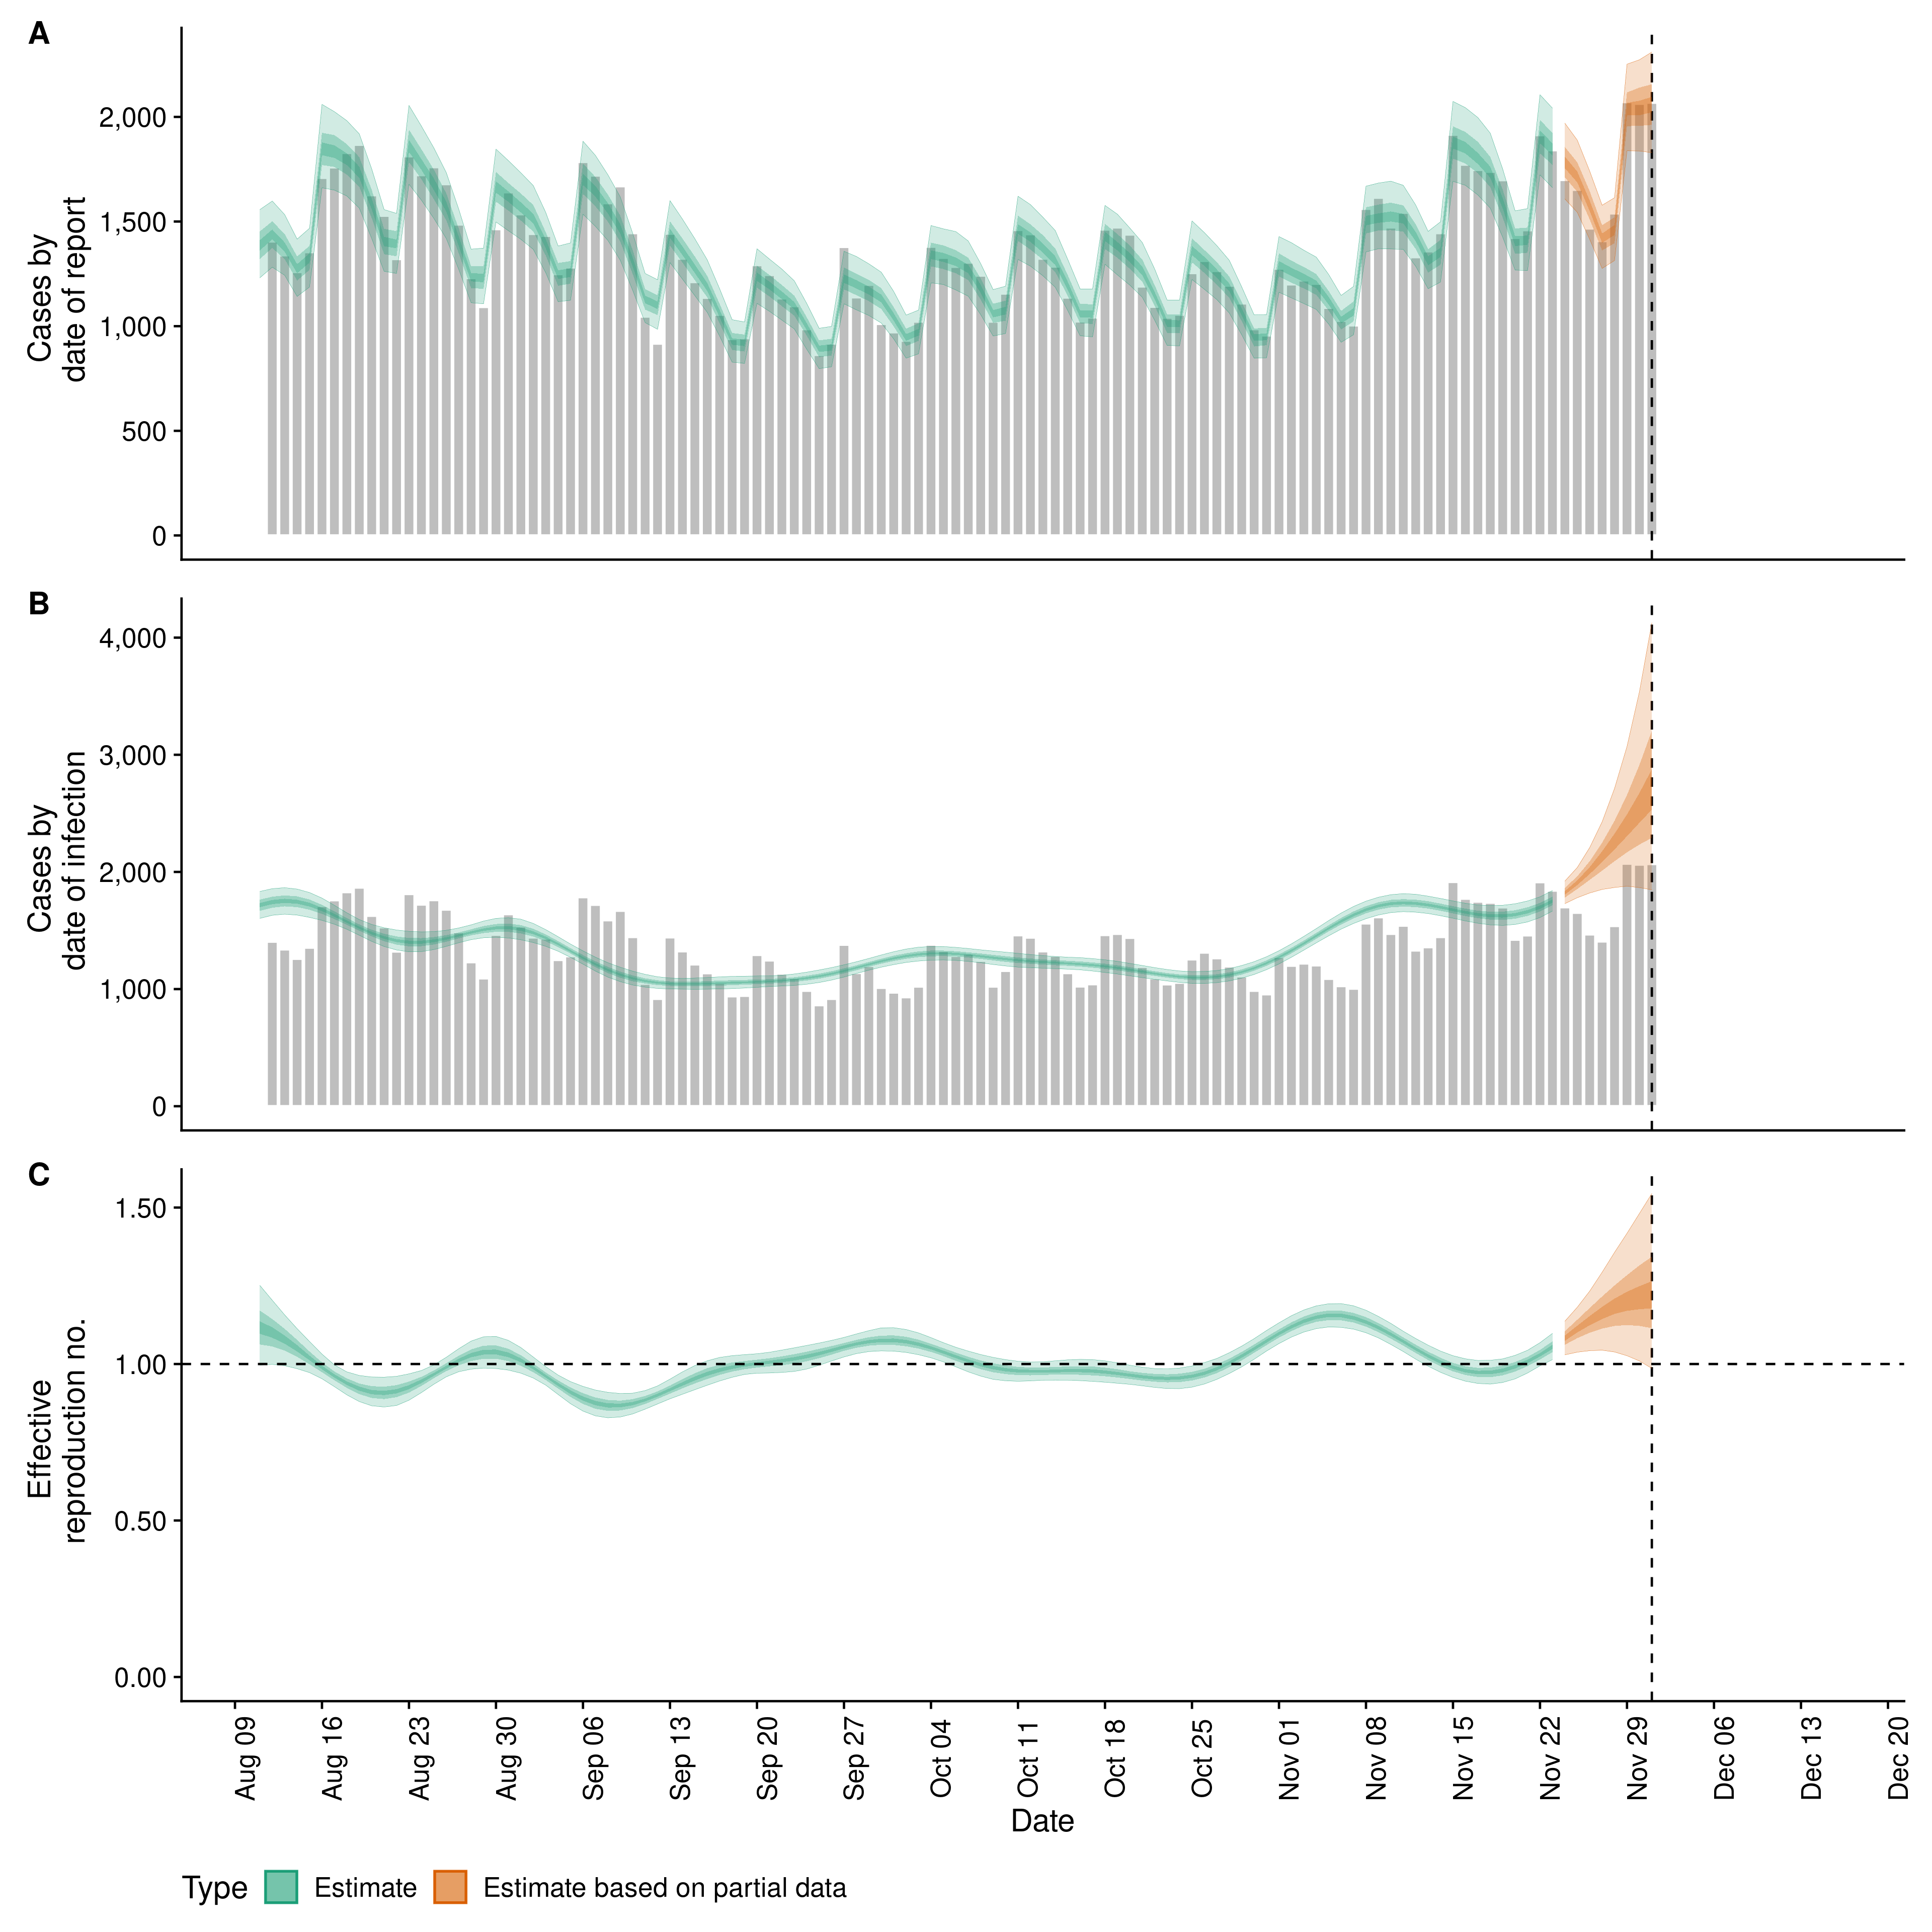 A
Cases by
date of report
2,000
1,500
1,000
500
0
B
Cases by
date of infection
4,000
3,000
2,000
1,000
0
C
Effective
reproduction no.
1.50
1.00
0.50
0.00
Aug 09
Aug 16
Aug 23
Aug 30
Sep 06
Sep 13
Sep 20
Sep 27
Oct 04
Oct 11
Oct 18
Oct 25
Nov 01
Nov 08
Nov 15
Nov 22
Nov 29
Dec 06
Dec 13
Dec 20
Date
Type Estimate Estimate based on partial data